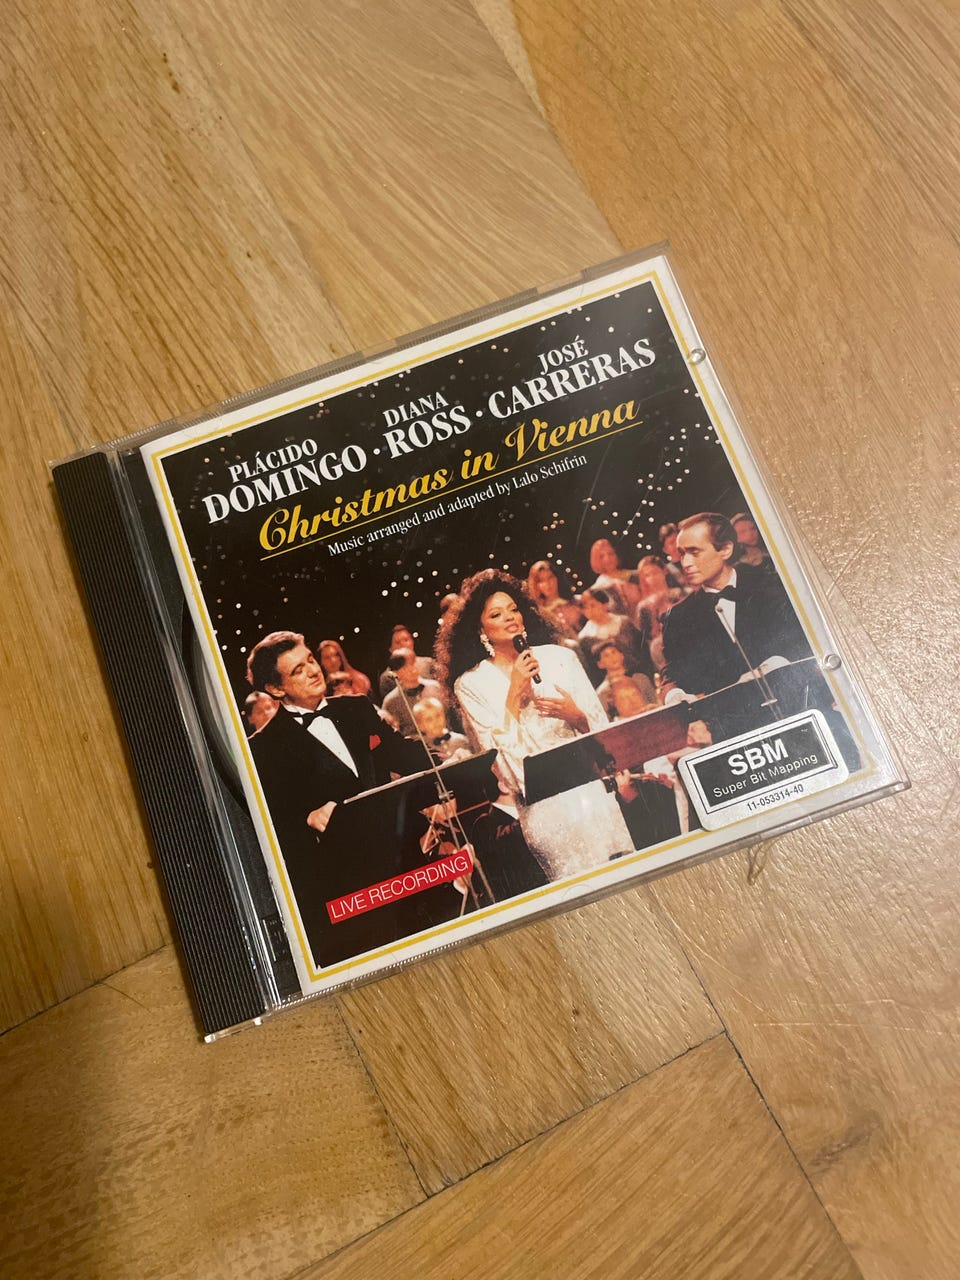 PLÁCIDO
DOMINGO · DIANA
ROSS · JOSÉ
CARRERAS
Christmas in Vienna
Music arranged and adapted by Lalo Schifrin
SBM
Super Bit Mapping
11-053314-40
LIVE RECORDING